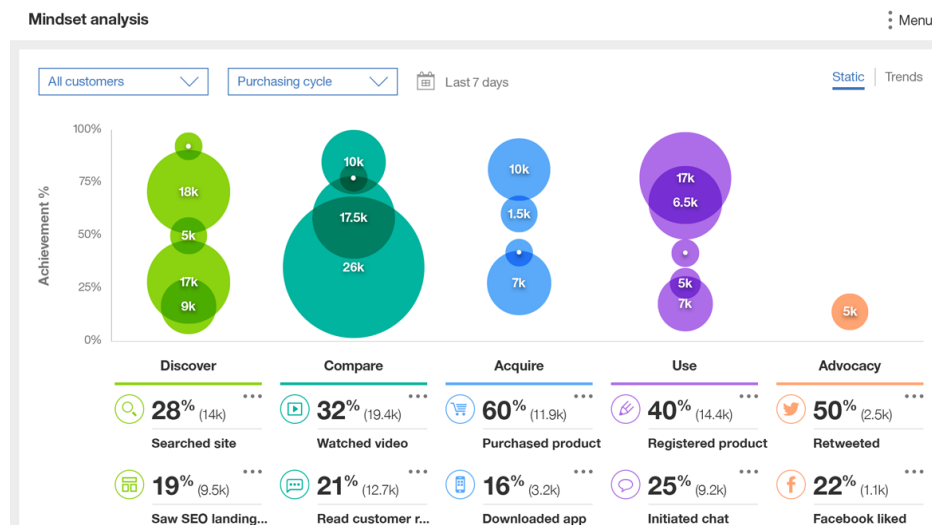 Mindset analysis
Menu
All customers
Purchasing cycle
Last 7 days
Static
Trends
100%
75%
50%
25%
0%
Achievement %
18k
5k
17k
9k
10k
17.5k
26k
10k
1.5k
7k
17k
6.5k
5k
7k
5k
Discover
Compare
Acquire
Use
Advocacy
28% (14k)
Searched site
32% (19.4k)
Watched video
60% (11.9k)
Purchased product
40% (14.4k)
Registered product
50% (2.5k)
Retweeted
19% (9.5k)
Saw SEO landing...
21% (12.7k)
Read customer r...
16% (3.2k)
Downloaded app
25% (9.2k)
Initiated chat
22% (1.1k)
Facebook liked